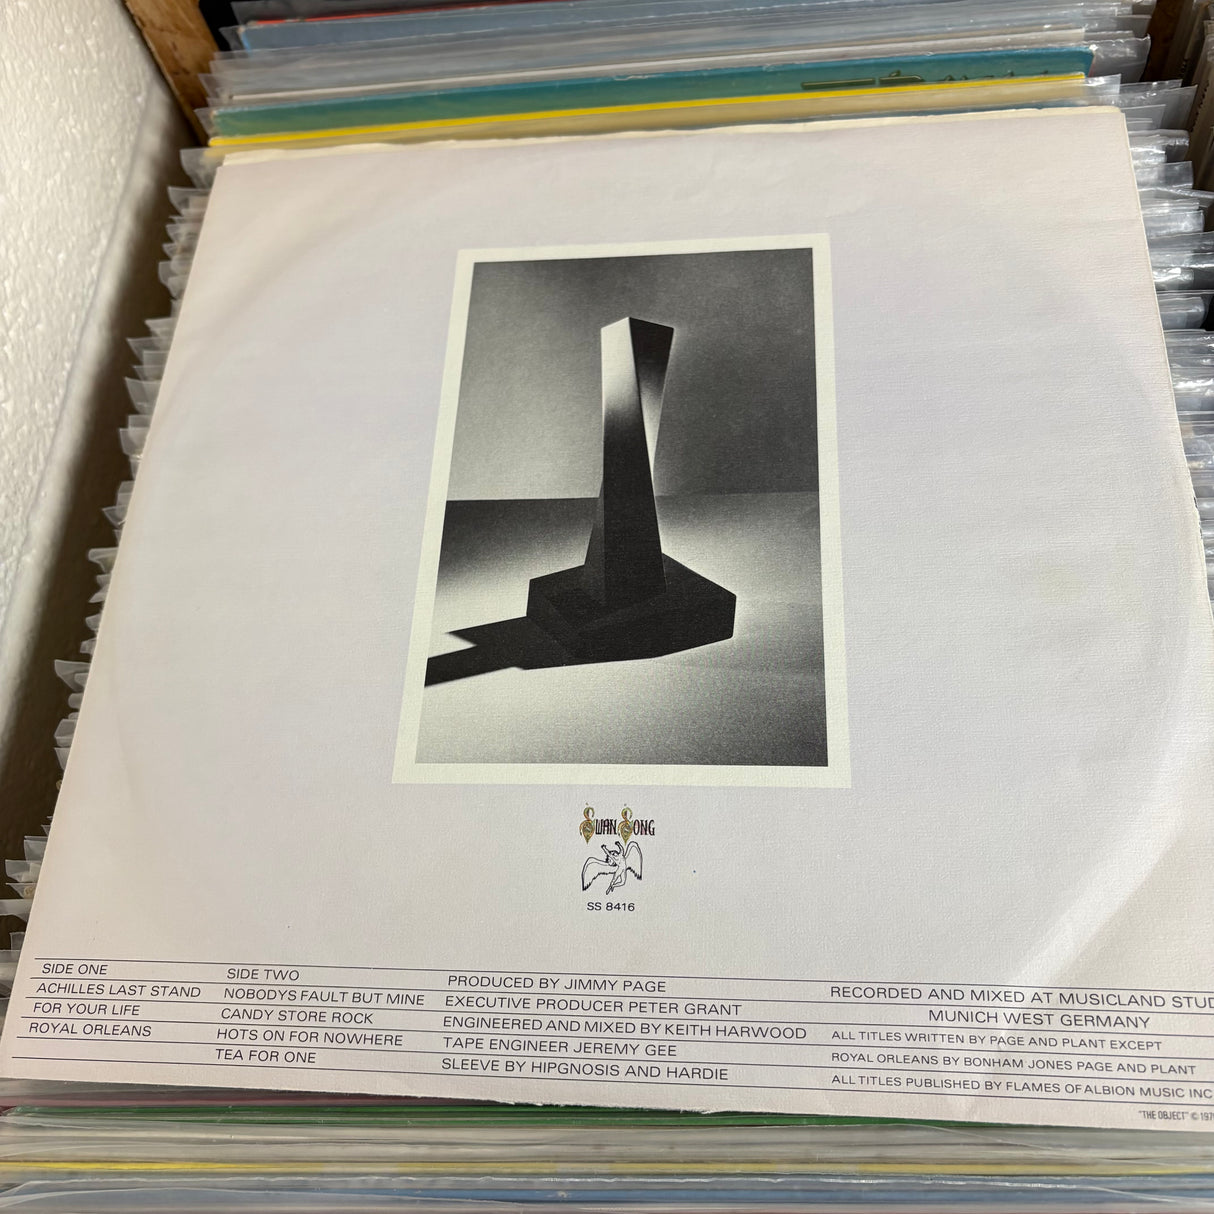 SWAN SONG
SS 8416
SIDE ONE
ACHILLES LAST STAND
FOR YOUR LIFE
ROYAL ORLEANS
SIDE TWO
NOBODYS FAULT BUT MINE
CANDY STORE ROCK
HOTS ON FOR NOWHERE
TEA FOR ONE
PRODUCED BY JIMMY PAGE
EXECUTIVE PRODUCER PETER GRANT
ENGINEERED AND MIXED BY KEITH HARWOOD
TAPE ENGINEER JEREMY GEE
SLEEVE BY HIPGNOSIS AND HARDIE
RECORDED AND MIXED AT MUSICLAND STUD
MUNICH WEST GERMANY
ALL TITLES WRITTEN BY PAGE AND PLANT EXCEPT
ROYAL ORLEANS BY BONHAM JONES PAGE AND PLANT
ALL TITLES PUBLISHED BY FLAMES OF ALBION MUSIC INC
"THE OBJECT" © 197